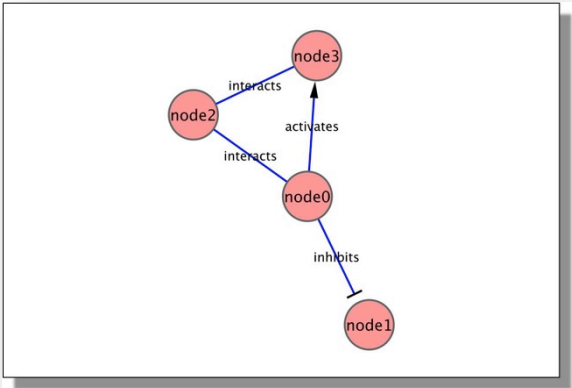 node3
interacts
node2
activates
interacts
node0
inhibits
node1